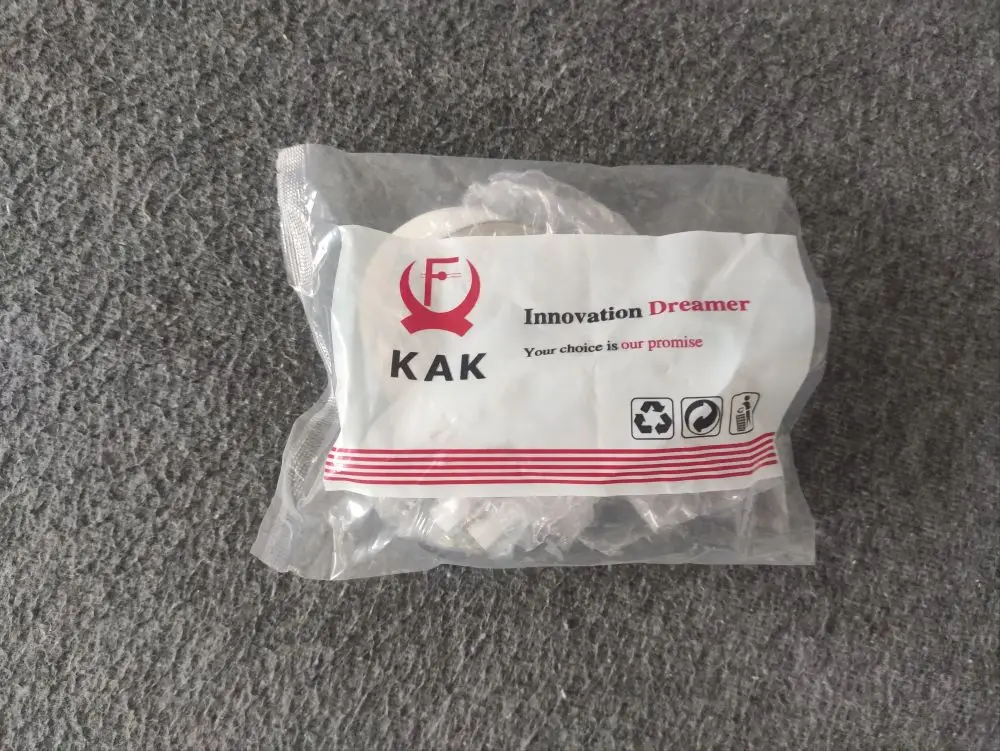 F
KAK
Innovation Dreamer
Your choice is our promise